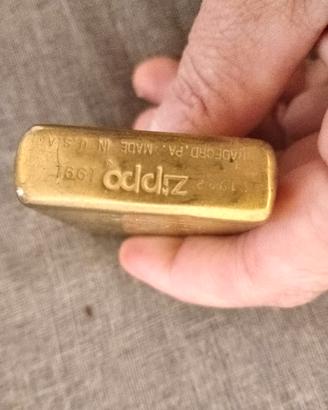 Zippo 1991
BRADFORD,PA. MADE IN U.S.A.